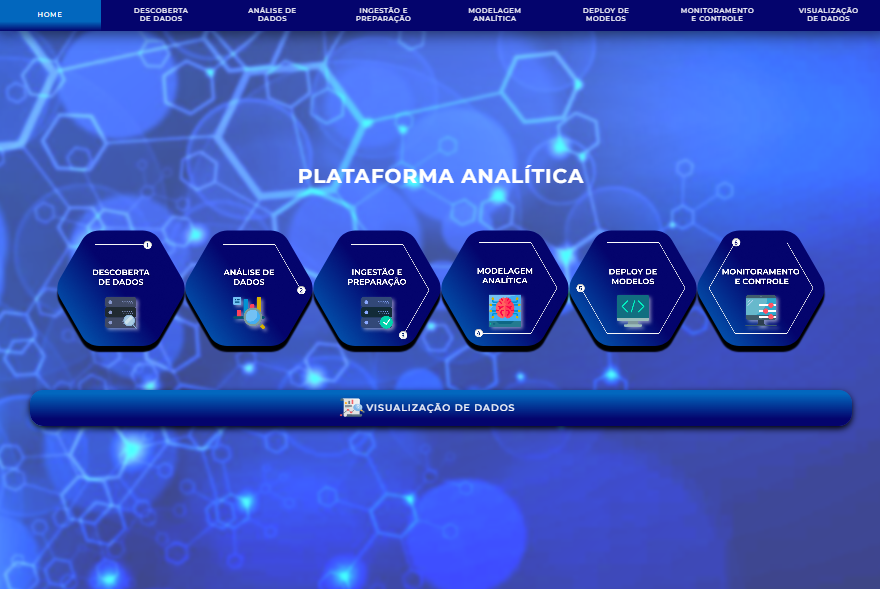 HOME
DESCOBERTA
DE DADOS
ANÁLISE DE
DADOS
INGESTÃO E
PREPARAÇÃO
MODELAGEM
ANALÍTICA
DEPLOY DE
MODELOS
MONITORAMENTO
E CONTROLE
VISUALIZAÇÃO
DE DADOS
PLATAFORMA ANALÍTICA
1
DESCOBERTA
DE DADOS
ANÁLISE DE
DADOS
2
INGESTÃO E
PREPARAÇÃO
3
MODELAGEM
ANALÍTICA
4
DEPLOY DE
MODELOS
5
</>
6
MONITORAMENTO
E CONTROLE
VISUALIZAÇÃO DE DADOS